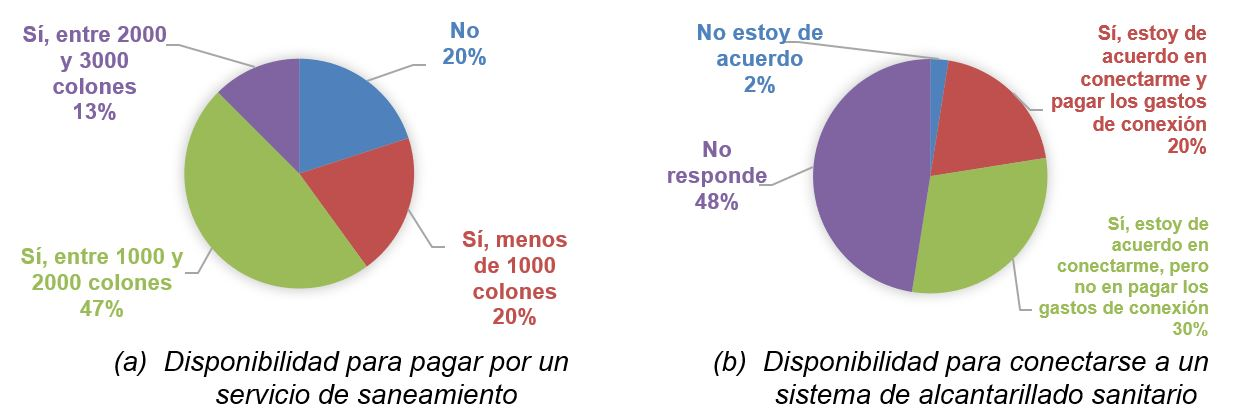 Sí, entre 2000
y 3000
colones
13%
No
20%
Sí, entre 1000 y
2000 colones
47%
Sí, menos
de 1000
colones
20%
(a) Disponibilidad para pagar por un
servicio de saneamiento
No estoy de
acuerdo
2%
Sí, estoy de
acuerdo en
conectarme y
pagar los gastos
de conexión
20%
No
responde
48%
Sí, estoy de
acuerdo en
conectarme, pero
no en pagar los
gastos de conexión
30%
(b) Disponibilidad para conectarse a un
sistema de alcantarillado sanitario